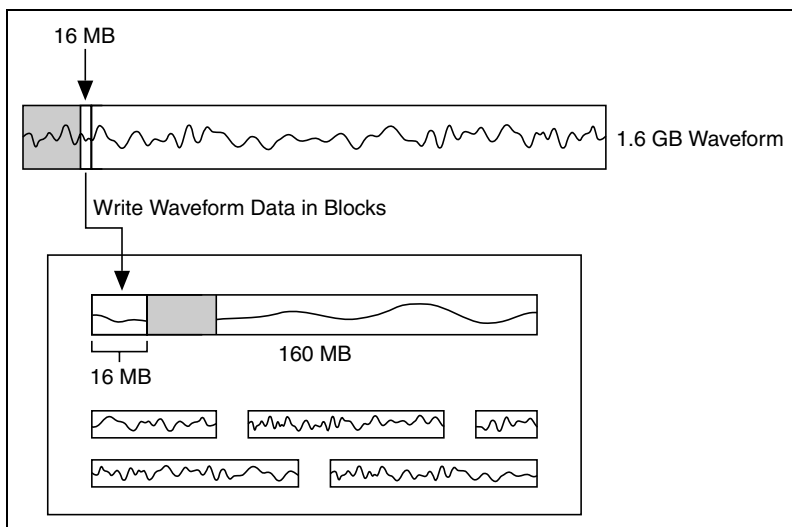 16 MB
1.6 GB Waveform
Write Waveform Data in Blocks
160 MB
16 MB